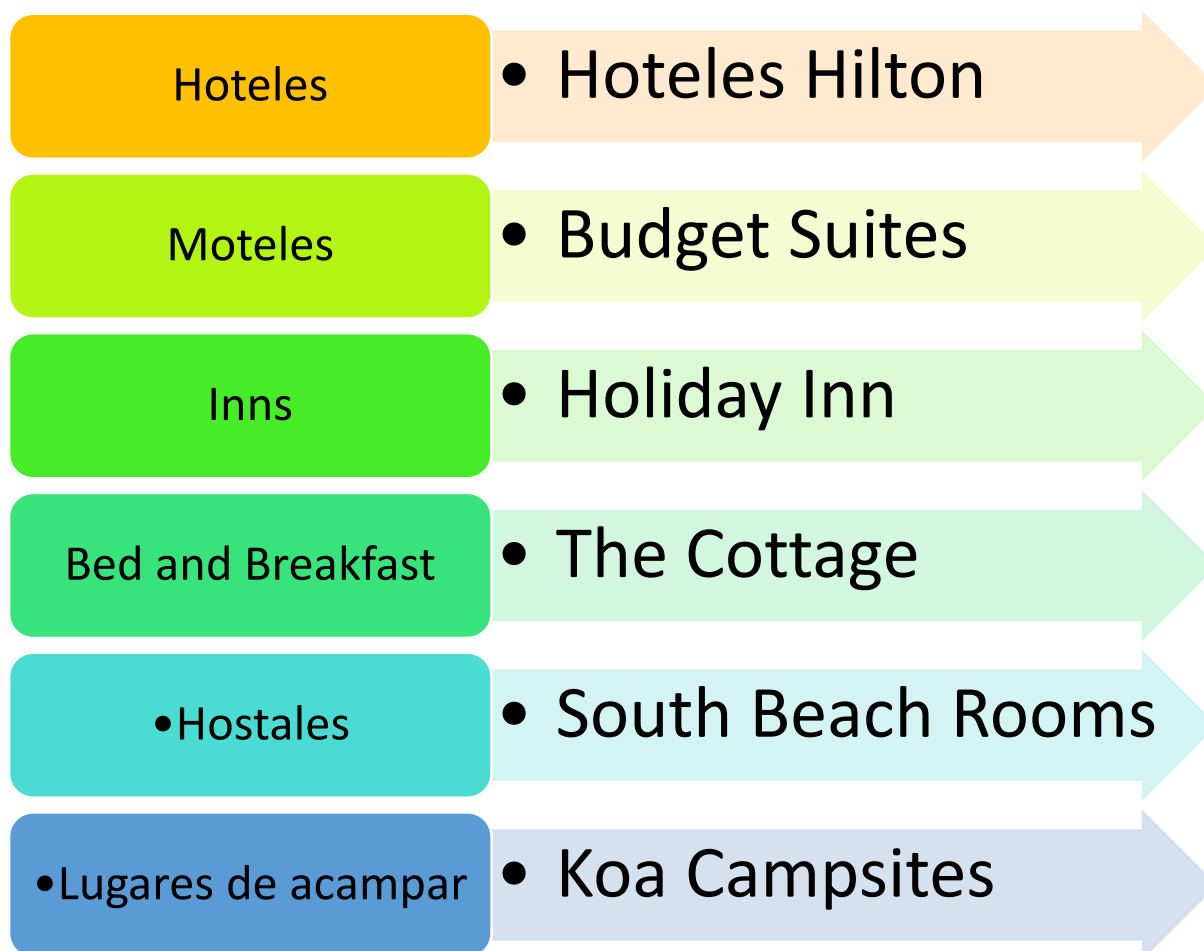 Hoteles
• Hoteles Hilton
Moteles
• Budget Suites
Inns
• Holiday Inn
Bed and Breakfast
• The Cottage
•Hostales
• South Beach Rooms
•Lugares de acampar
• Koa Campsites